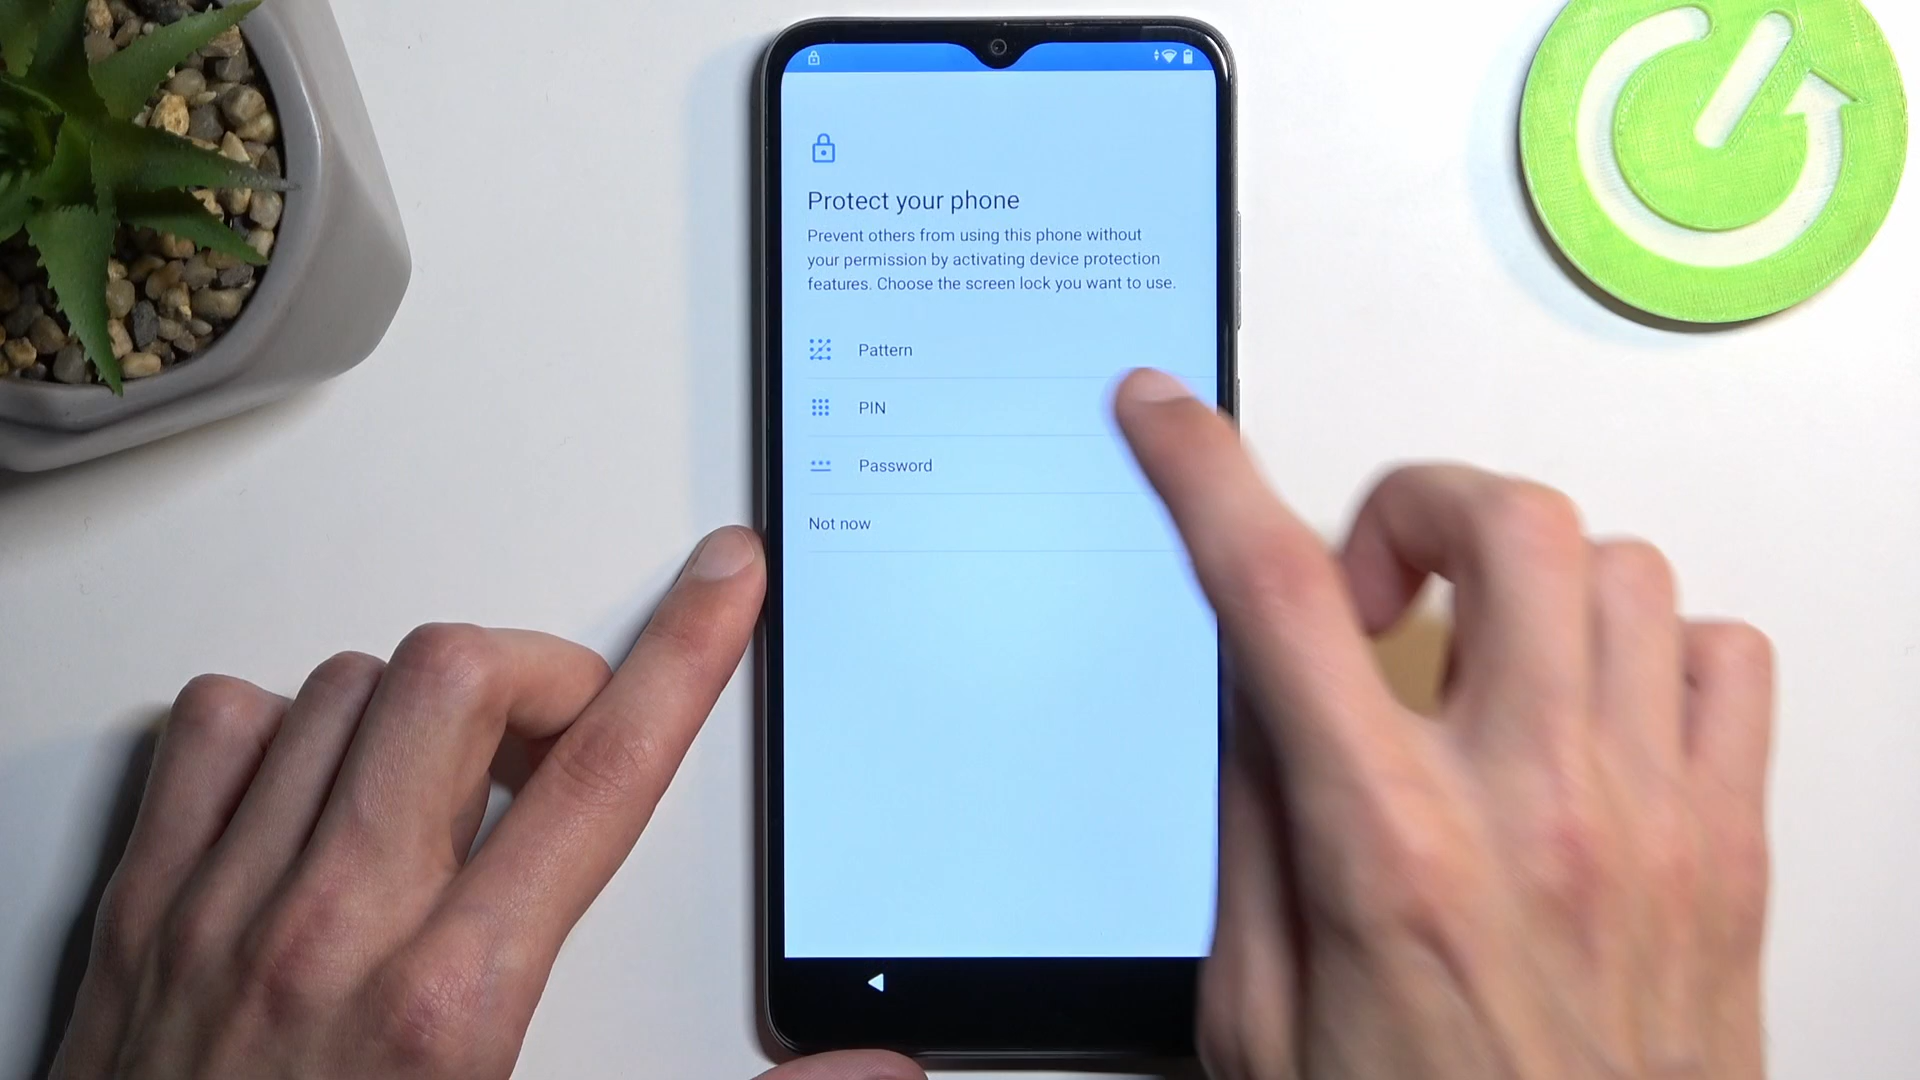 Protect your phone
Prevent others from using this phone without
your permission by activating device protection
features. Choose the screen lock you want to use.
Pattern
PIN
Password
Not now